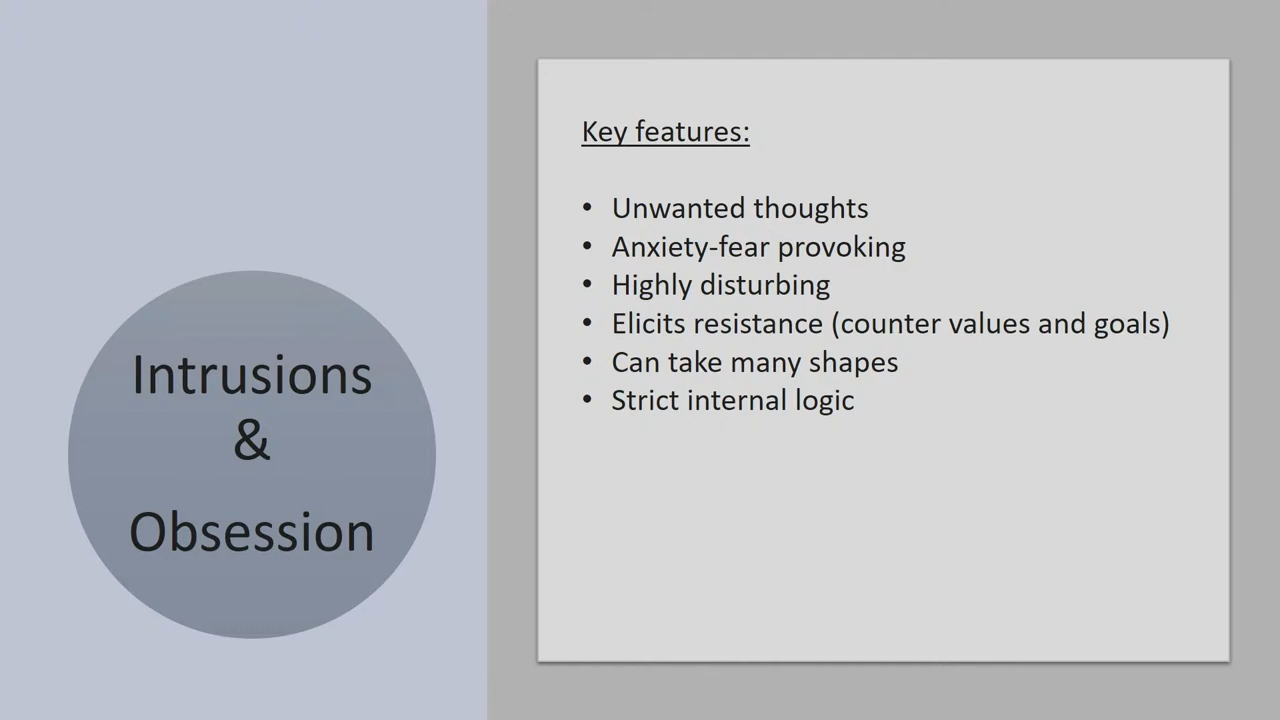 Intrusions
&
Obsession
Key features:
• Unwanted thoughts
• Anxiety-fear provoking
• Highly disturbing
• Elicits resistance (counter values and goals)
• Can take many shapes
• Strict internal logic